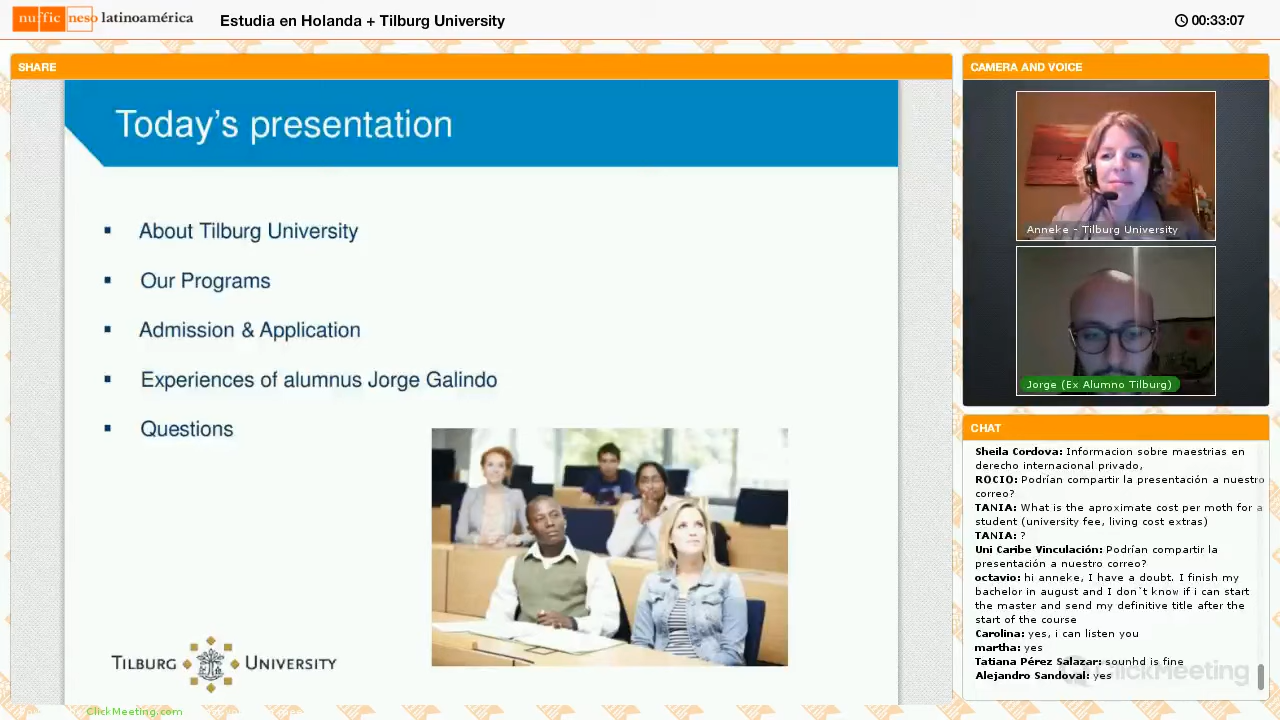 nuffic neso latinoamérica
Estudia en Holanda + Tilburg University
00:33:07
SHARE
Today's presentation
▪ About Tilburg University
▪ Our Programs
▪ Admission & Application
▪ Experiences of alumnus Jorge Galindo
▪ Questions
TILBURG UNIVERSITY
ClickMeeting.com
CAMERA AND VOICE
Anneke - Tilburg University
Jorge (Ex Alumno Tilburg)
CHAT
Sheila Cordova: Informacion sobre maestrias en
derecho internacional privado,
ROCIO: Podrían compartir la presentación a nuestro
correo?
TANIA: What is the aproximate cost per moth for a
student (university fee, living cost extras)
TANIA: ?
Uni Caribe Vinculación: Podrían compartir la
presentación a nuestro correo?
octavio: hi anneke, I have a doubt. I finish my
bachelor in august and I don´t know if i can start
the master and send my definitive title after the
start of the course
Carolina: yes, i can listen you
martha: yes
Tatiana Pérez Salazar: sounhd is fine
Alejandro Sandoval: yes
ClickMeeting